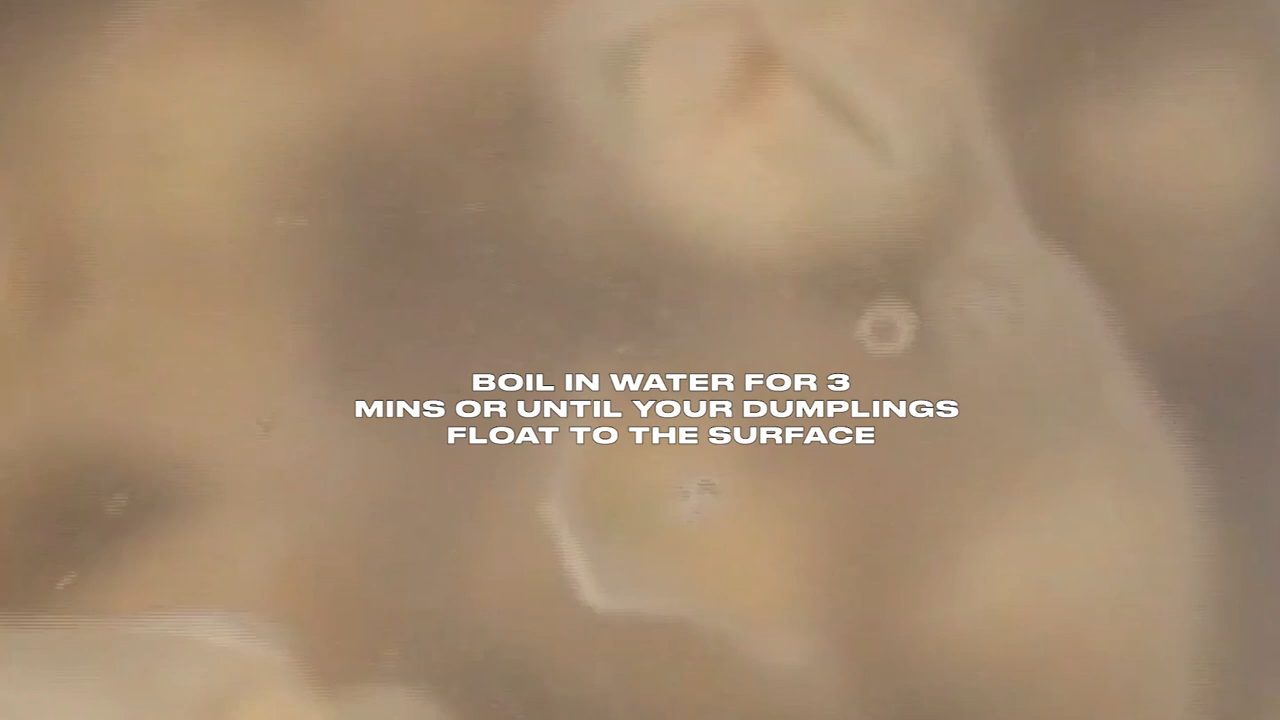 BOIL IN WATER FOR 3
MINS OR UNTIL YOUR DUMPLINGS
FLOAT TO THE SURFACE